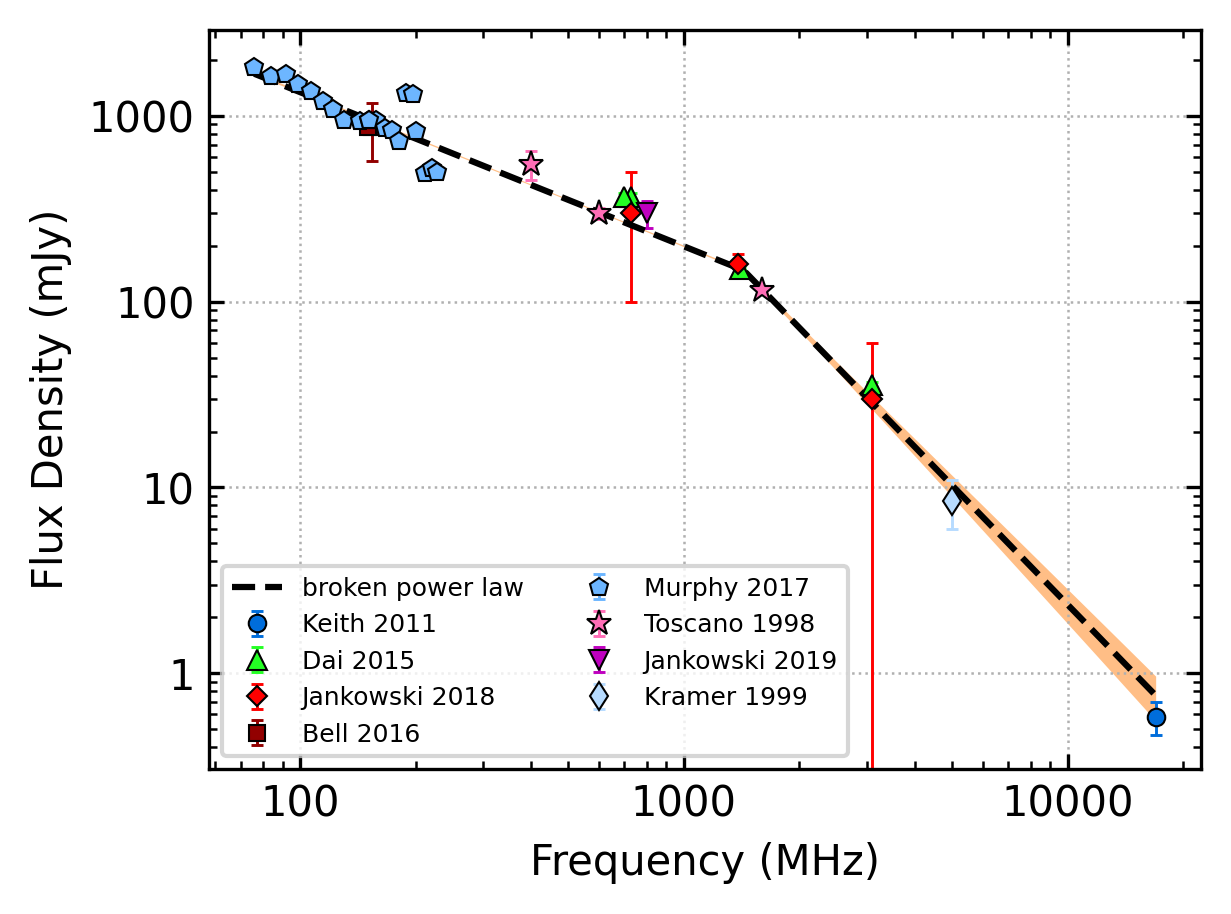 Flux Density (mJy)
1000
100
10
1
broken power law
Keith 2011
Dai 2015
Jankowski 2018
Bell 2016
Murphy 2017
Toscano 1998
Jankowski 2019
Kramer 1999
100
1000
10000
Frequency (MHz)